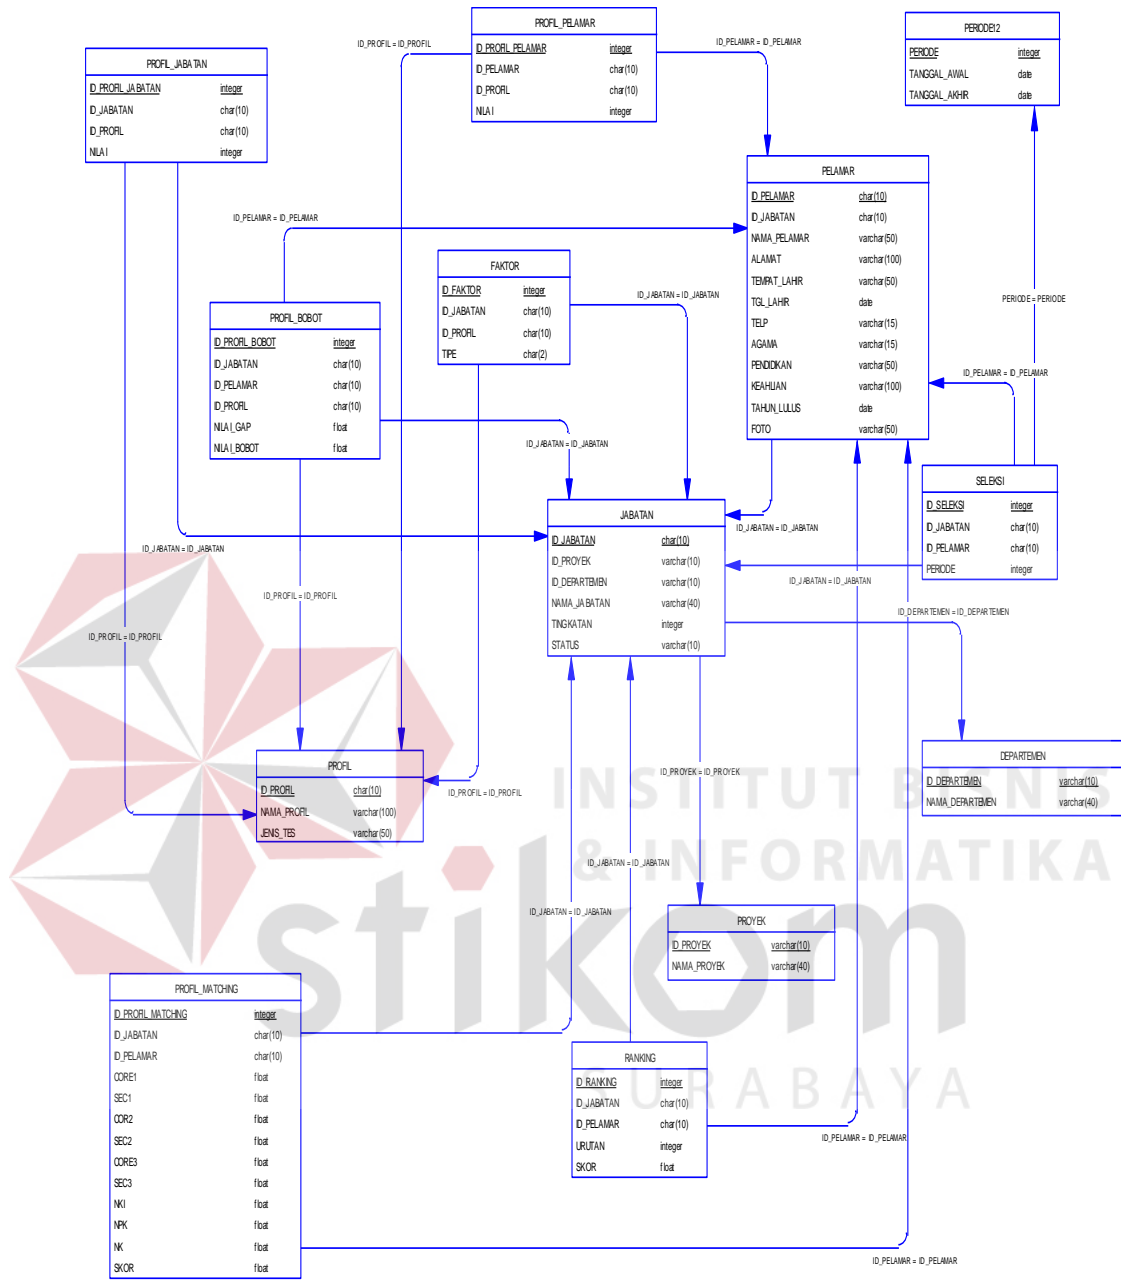 PROFIL_PELAMAR
ID_PROFIL_PELAMAR integer
ID_PELAMAR char(10)
ID_PROFIL char(10)
NILAI integer
ID_PROFIL = ID_PROFIL
ID_PELAMAR = ID_PELAMAR
PERIODE12
PERIODE integer
TANGGAL_AWAL date
TANGGAL_AKHIR date
PROFIL_JABATAN
ID_PROFIL_JABATAN integer
ID_JABATAN char(10)
ID_PROFIL char(10)
NILAI integer
PELAMAR
ID_PELAMAR char(10)
ID_JABATAN char(10)
NAMA_PELAMAR varchar(50)
ALAMAT varchar(100)
TEMPAT_LAHIR varchar(50)
TGL_LAHIR date
TELP varchar(15)
AGAMA varchar(15)
PENDIDIKAN varchar(50)
KEAHLIAN varchar(100)
TAHUN_LULUS date
FOTO varchar(50)
ID_PELAMAR = ID_PELAMAR
FAKTOR
ID_FAKTOR integer
ID_JABATAN char(10)
ID_PROFIL char(10)
TIPE char(2)
ID_JABATAN = ID_JABATAN
PERIODE = PERIODE
PROFIL_BOBOT
ID_PROFIL_BOBOT integer
ID_JABATAN char(10)
ID_PELAMAR char(10)
ID_PROFIL char(10)
NILAI_GAP float
NILAI_BOBOT float
ID_PELAMAR = ID_PELAMAR
ID_JABATAN = ID_JABATAN
SELEKSI
ID_SELEKSI integer
ID_JABATAN char(10)
ID_PELAMAR char(10)
PERIODE integer
JABATAN
ID_JABATAN char(10)
ID_PROYEK varchar(10)
ID_DEPARTEMEN varchar(10)
NAMA_JABATAN varchar(40)
TINGKATAN integer
STATUS varchar(10)
ID_JABATAN = ID_JABATAN
ID_JABATAN = ID_JABATAN
ID_JABATAN = ID_JABATAN
ID_PROFIL = ID_PROFIL
ID_DEPARTEMEN = ID_DEPARTEMEN
ID_PROFIL = ID_PROFIL
PROFIL
ID_PROFIL char(10)
NAMA_PROFIL varchar(100)
JENIS_TES varchar(50)
ID_PROFIL = ID_PROFIL
ID_PROYEK = ID_PROYEK
DEPARTEMEN
ID_DEPARTEMEN varchar(10)
NAMA_DEPARTEMEN varchar(40)
INSTITUT BISNIS
& INFORMATIKA
stikom
SURABAYA
ID_JABATAN = ID_JABATAN
ID_JABATAN = ID_JABATAN
PROYEK
ID_PROYEK varchar(10)
NAMA_PROYEK varchar(40)
PROFIL_MATCHING
ID_PROFIL_MATCHING integer
ID_JABATAN char(10)
ID_PELAMAR char(10)
CORE1 float
SEC1 float
COR2 float
SEC2 float
CORE3 float
SEC3 float
NKI float
NPK float
NK float
SKOR float
RANKING
ID_RANKING integer
ID_JABATAN char(10)
ID_PELAMAR char(10)
URUTAN integer
SKOR float
ID_PELAMAR = ID_PELAMAR
ID_PELAMAR = ID_PELAMAR